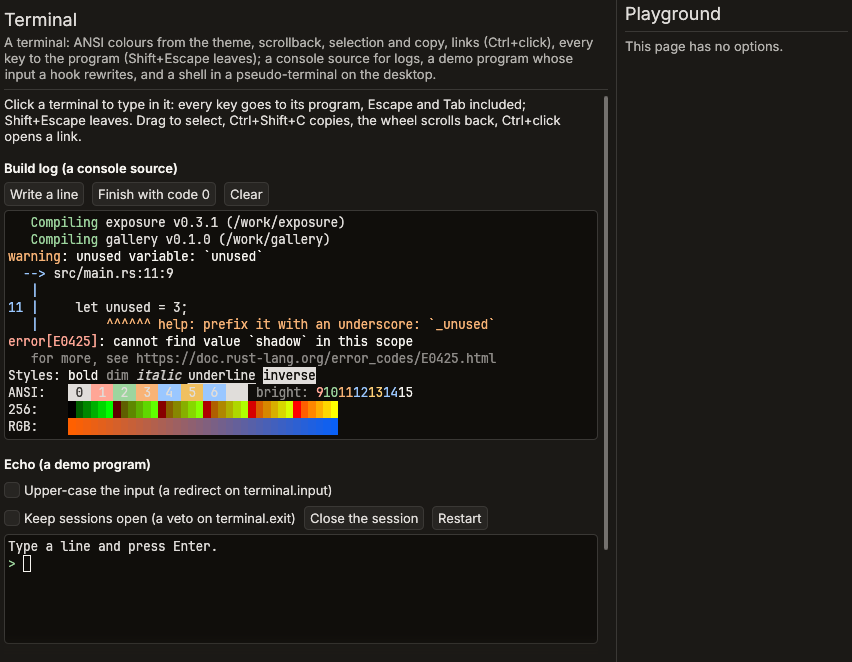 Terminal
A terminal: ANSI colours from the theme, scrollback, selection and copy, links (Ctrl+click), every
key to the program (Shift+Escape leaves); a console source for logs, a demo program whose
input a hook rewrites, and a shell in a pseudo-terminal on the desktop.
Click a terminal to type in it: every key goes to its program, Escape and Tab included;
Shift+Escape leaves. Drag to select, Ctrl+Shift+C copies, the wheel scrolls back, Ctrl+click
opens a link.
Build log (a console source)
Write a line Finish with code 0 Clear
Compiling exposure v0.3.1 (/work/exposure)
Compiling gallery v0.1.0 (/work/gallery)
warning: unused variable: `unused`
--> src/main.rs:11:9
|
11 | let unused = 3;
| ^^^^^^ help: prefix it with an underscore: `_unused`
error[E0425]: cannot find value `shadow` in this scope
for more, see https://doc.rust-lang.org/error_codes/E0425.html
Styles: bold dim italic underline inverse
ANSI: 0 1 2 3 4 5 6 bright: 9101112131415
256:
RGB:
Echo (a demo program)
Upper-case the input (a redirect on terminal.input)
Keep sessions open (a veto on terminal.exit) Close the session Restart
Type a line and press Enter.
>
Playground
This page has no options.